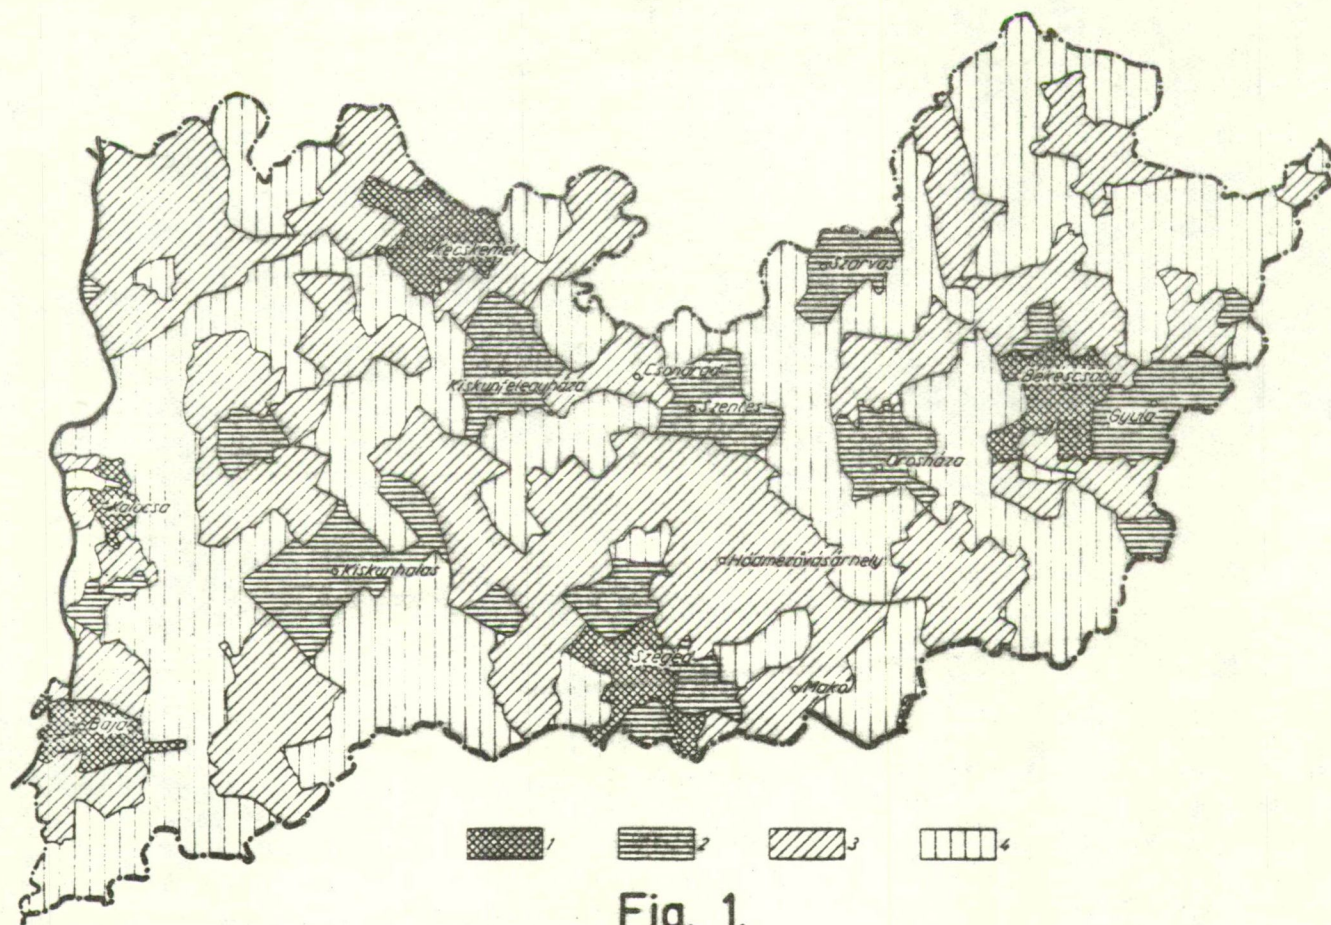 Kecskemét
Szarvas
Békéscsaba
Csongrád
Kiskunfélegyháza
Szentes
Gyula
Orosháza
Kalocsa
Hódmezővásárhely
Kiskunhalas
Szeged
Makó
Baja
1
2
3
4
Fig. 1.